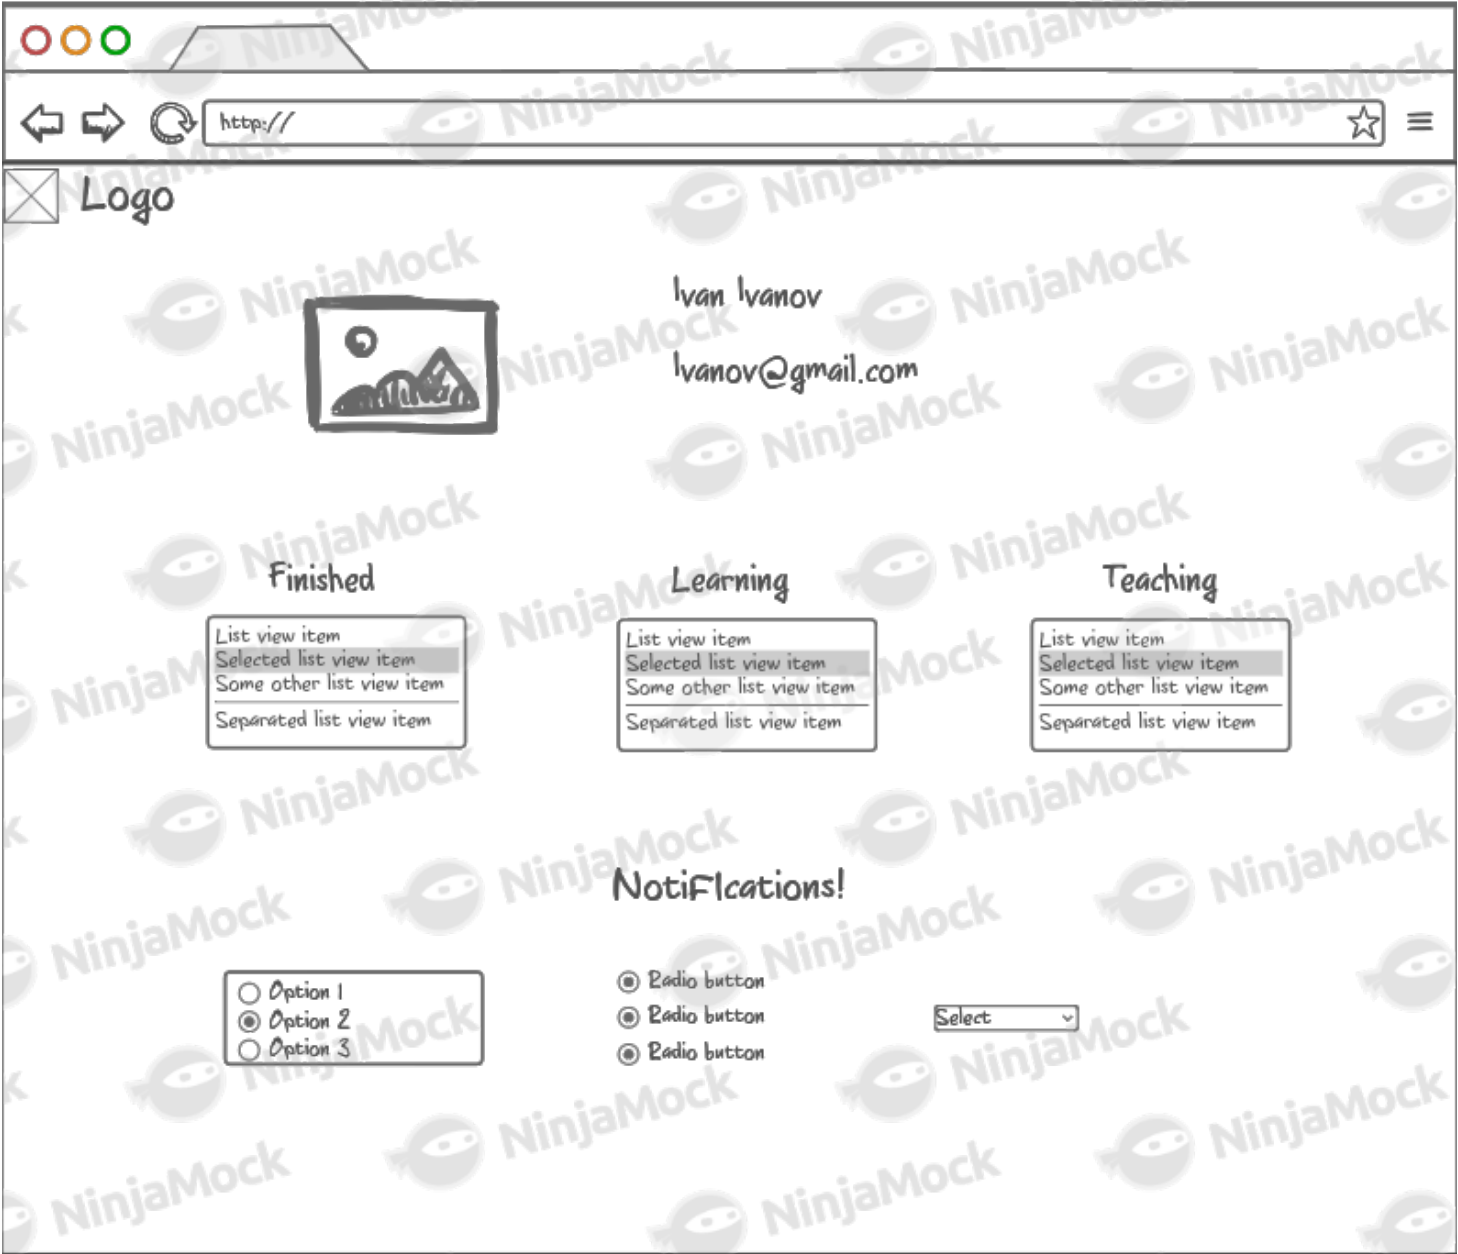 http://
Logo
Ivan Ivanov
Ivanov@gmail.com
Finished
List view item
Selected list view item
Some other list view item
Separated list view item
Learning
List view item
Selected list view item
Some other list view item
Separated list view item
Teaching
List view item
Selected list view item
Some other list view item
Separated list view item
NotiFIcations!
Option 1
Option 2
Option 3
Radio button
Radio button
Radio button
Select
NinjaMock